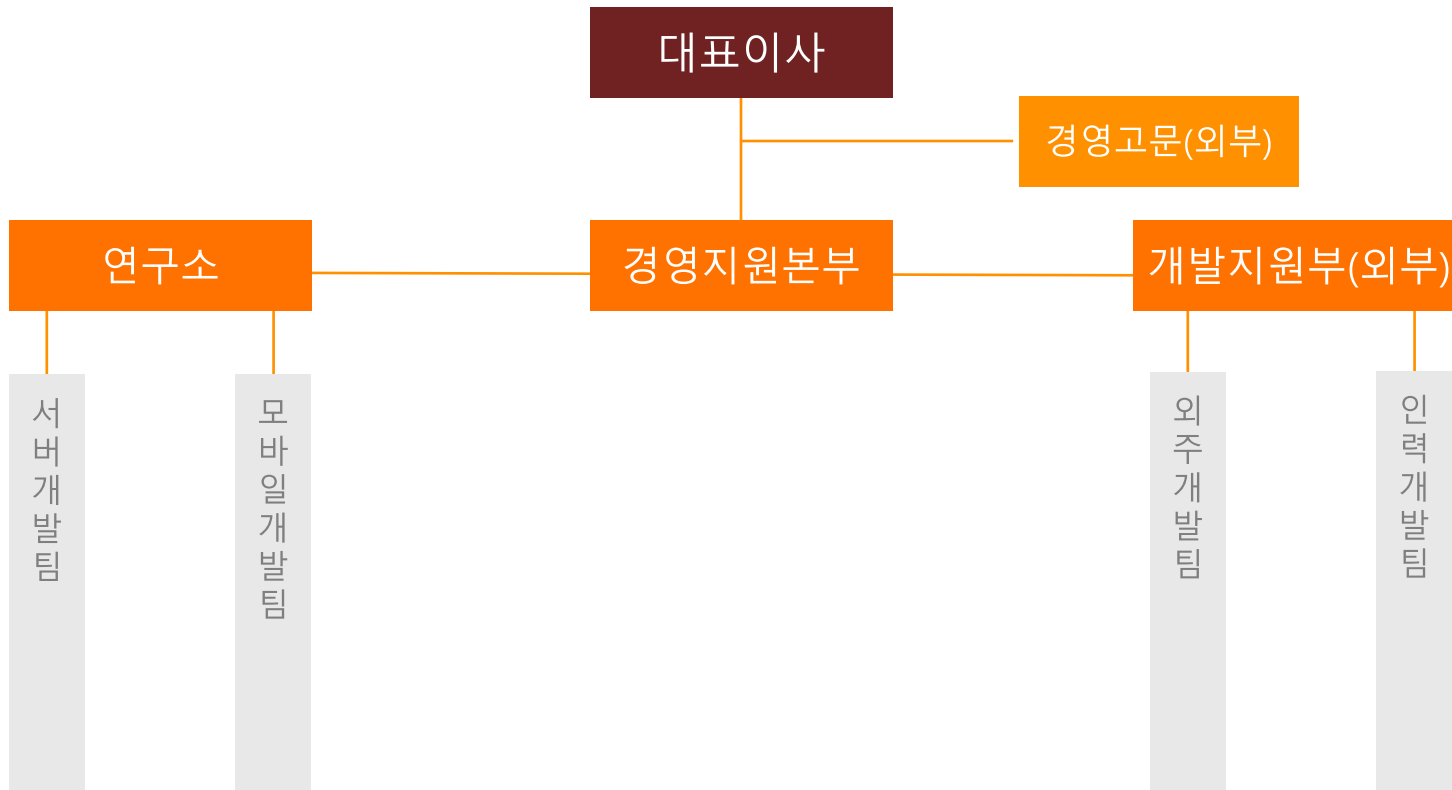 대표이사
경영고문(외부)
연구소
경영지원본부
개발지원부(외부)
서버개발팀
모바일개발팀
외주개발팀
인력개발팀